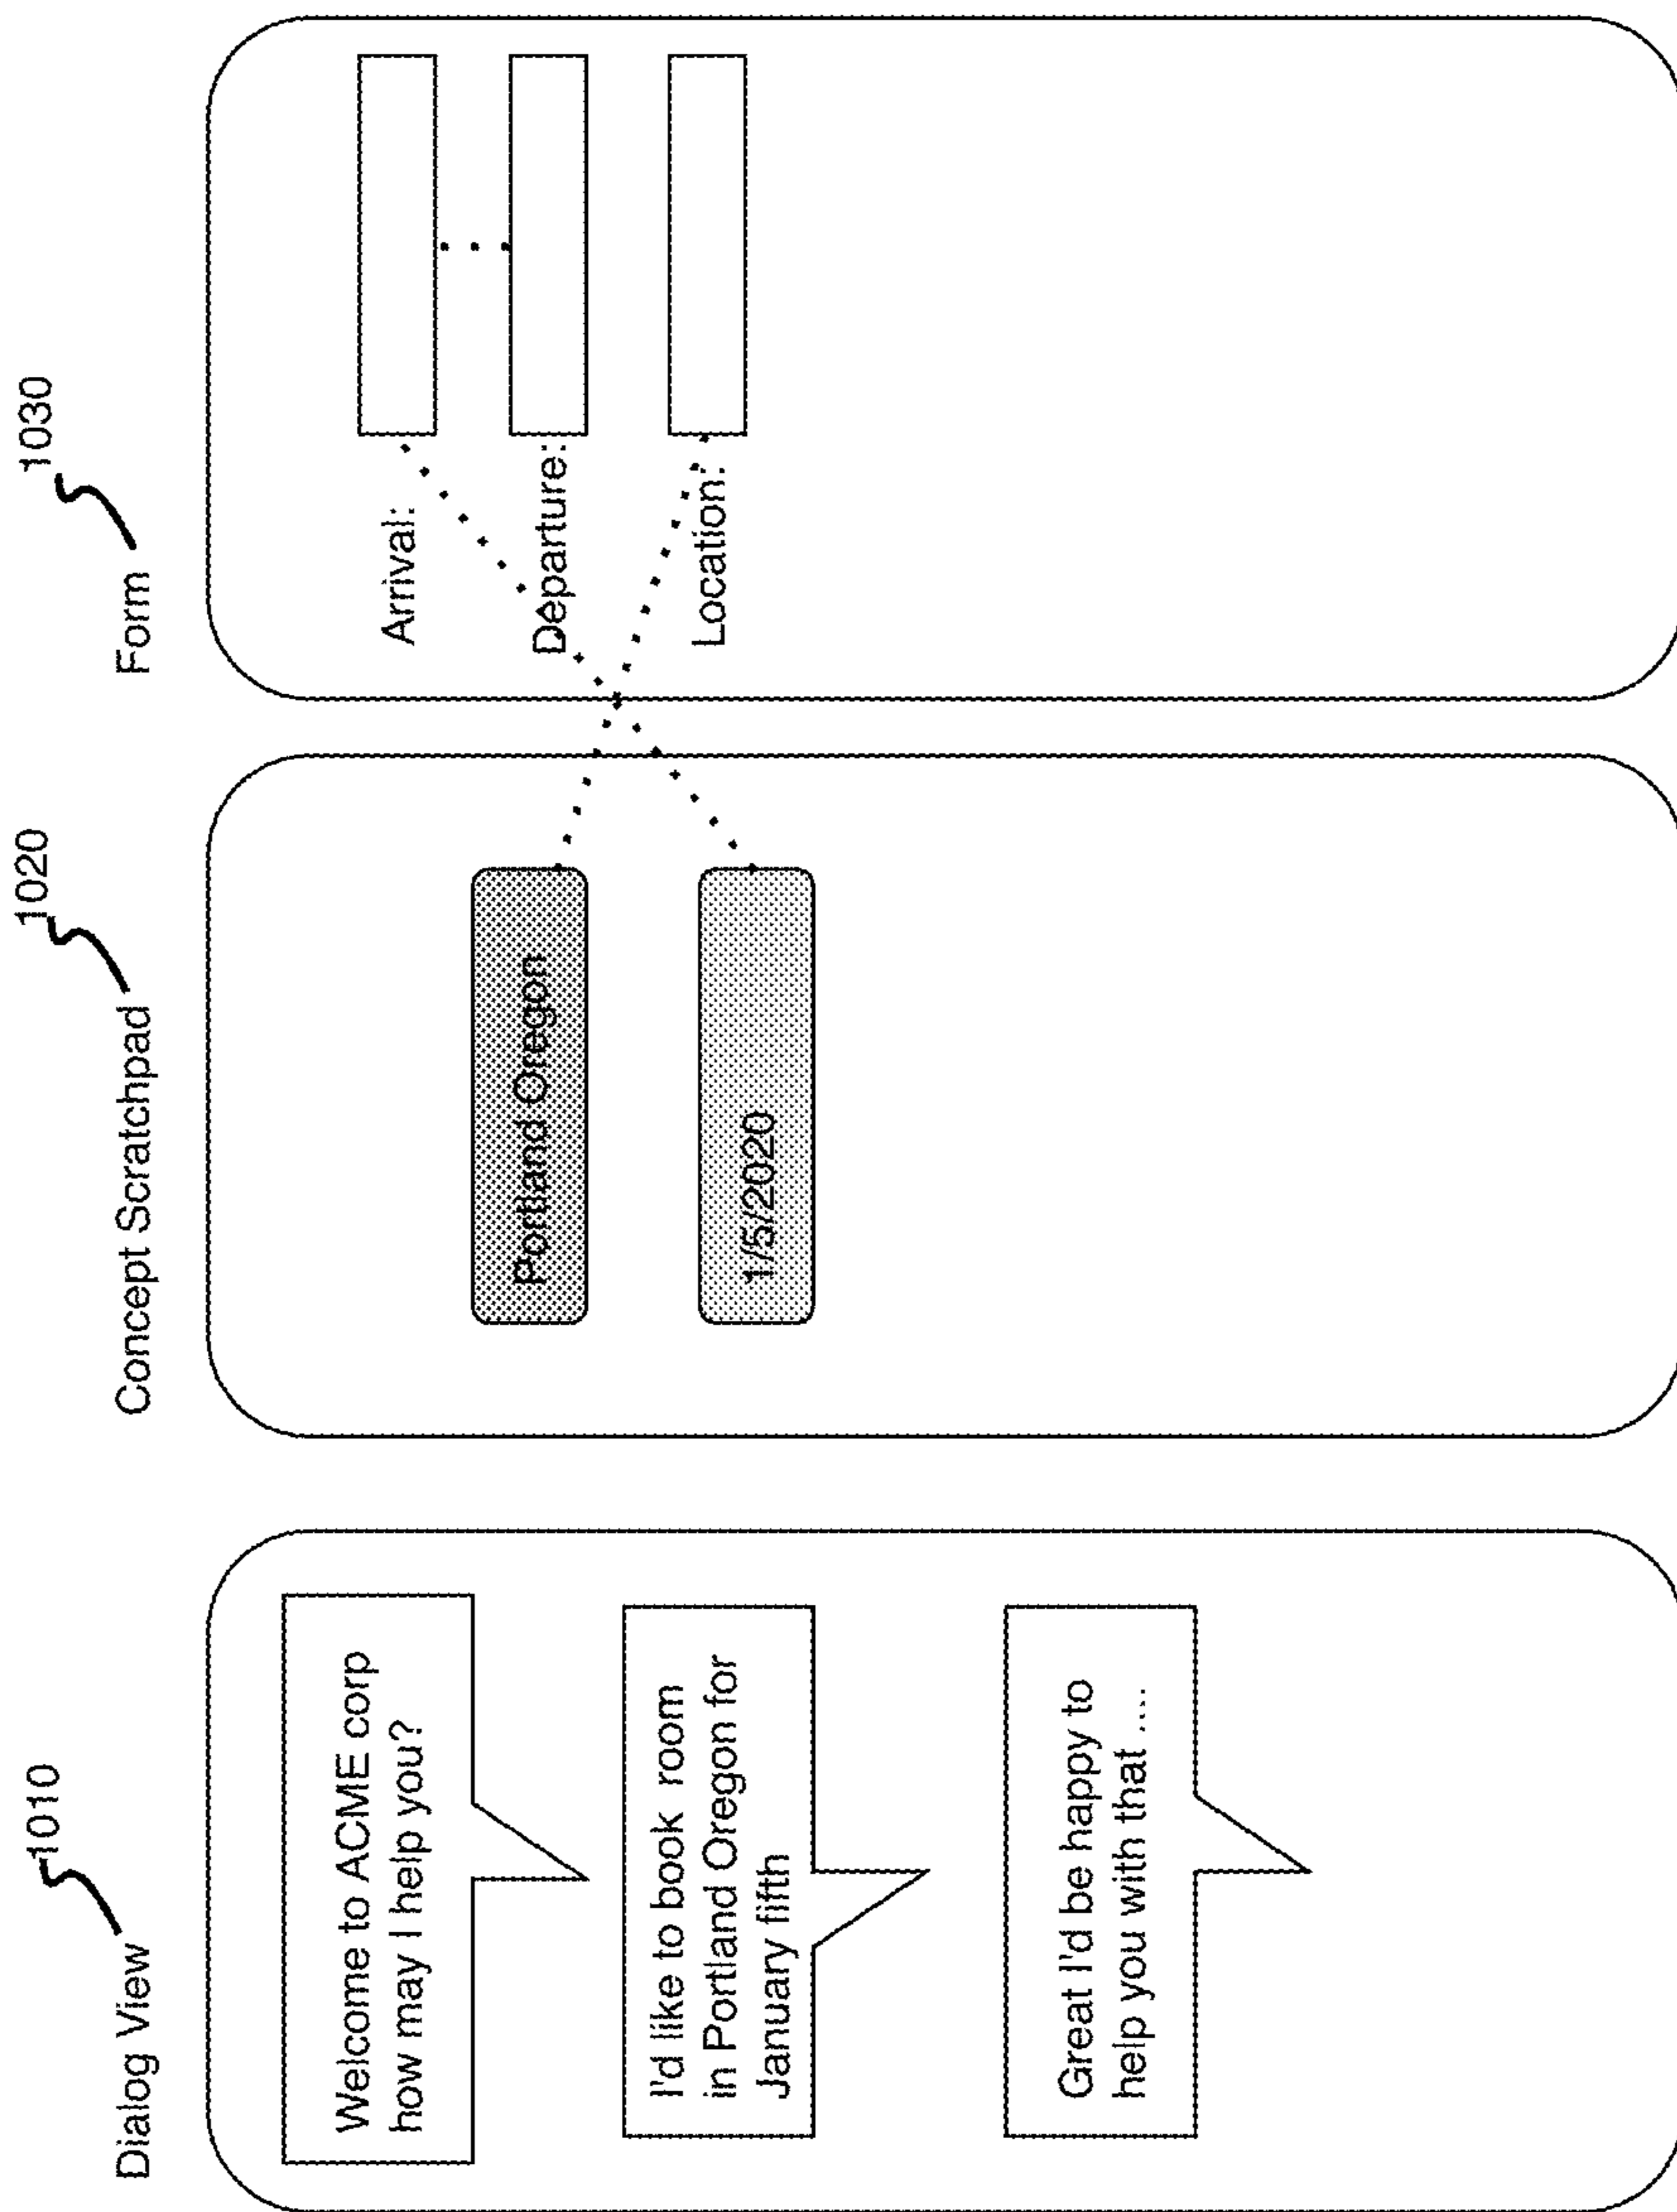 1010
Dialog View
Welcome to ACME corp
how may I help you?
I'd like to book room
in Portland Oregon for
January fifth
Great I'd be happy to
help you with that ....
1020
Concept Scratchpad
Portland Oregon
1/5/2020
1030
Form
Arrival:
Departure:
Location: